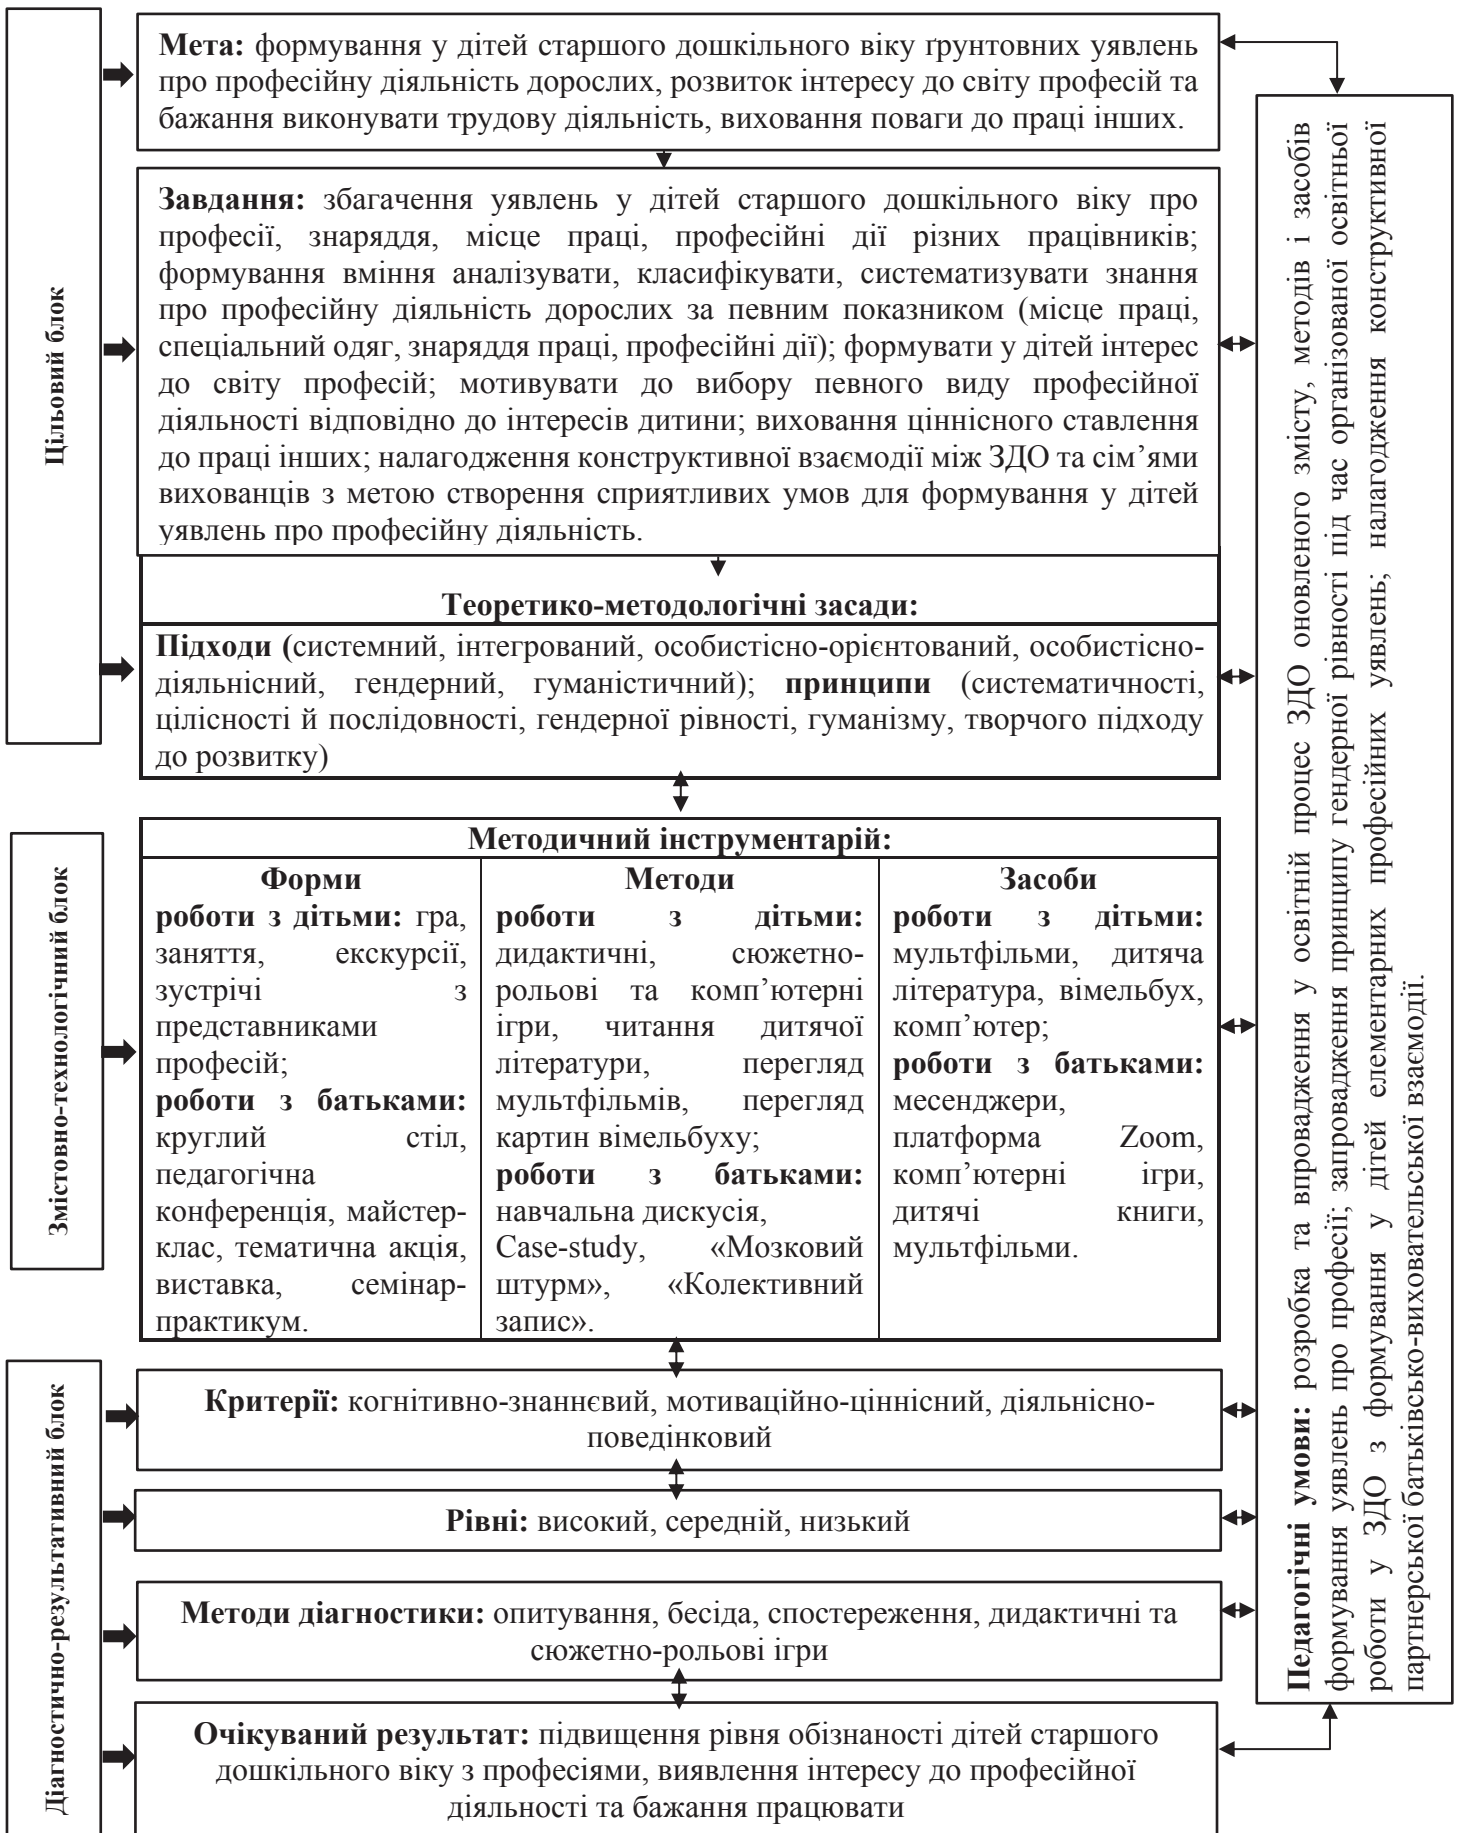 Цільовий блок
Мета: формування у дітей старшого дошкільного віку ґрунтовних уявлень
про професійну діяльність дорослих, розвиток інтересу до світу професій та
бажання виконувати трудову діяльність, виховання поваги до праці інших.
Завдання: збагачення уявлень у дітей старшого дошкільного віку про
професії, знаряддя, місце праці, професійні дії різних працівників;
формування вміння аналізувати, класифікувати, систематизувати знання
про професійну діяльність дорослих за певним показником (місце праці,
спеціальний одяг, знаряддя праці, професійні дії); формувати у дітей інтерес
до світу професій; мотивувати до вибору певного виду професійної
діяльності відповідно до інтересів дитини; виховання ціннісного ставлення
до праці інших; налагодження конструктивної взаємодії між ЗДО та сім’ями
вихованців з метою створення сприятливих умов для формування у дітей
уявлень про професійну діяльність.
Теоретико-методологічні засади:
Підходи (системний, інтегрований, особистісно-орієнтований, особистісно-
діяльнісний, гендерний, гуманістичний); принципи (систематичності,
цілісності й послідовності, гендерної рівності, гуманізму, творчого підходу
до розвитку)
Змістовно-технологічний блок
Методичний інструментарій:
Форми
роботи з дітьми: гра,
заняття, екскурсії,
зустрічі з
представниками
професій;
роботи з батьками:
круглий стіл,
педагогічна
конференція, майстер-
клас, тематична акція,
виставка, семінар-
практикум.
Методи
роботи з дітьми:
дидактичні, сюжетно-
рольові та комп’ютерні
ігри, читання дитячої
літератури, перегляд
мультфільмів, перегляд
картин вімельбуху;
роботи з батьками:
навчальна дискусія,
Case-study, «Мозковий
штурм», «Колективний
запис».
Засоби
роботи з дітьми:
мультфільми, дитяча
література, вімельбух,
комп’ютер;
роботи з батьками:
месенджери,
платформа Zoom,
комп’ютерні ігри,
дитячі книги,
мультфільми.
Діагностично-результативний блок
Критерії: когнітивно-знаннєвий, мотиваційно-ціннісний, діяльнісно-
поведінковий
Рівні: високий, середній, низький
Методи діагностики: опитування, бесіда, спостереження, дидактичні та
сюжетно-рольові ігри
Очікуваний результат: підвищення рівня обізнаності дітей старшого
дошкільного віку з професіями, виявлення інтересу до професійної
діяльності та бажання працювати
Педагогічні умови: розробка та впровадження у освітній процес ЗДО оновленого змісту, методів і засобів
формування уявлень про професії; запровадження принципу гендерної рівності під час організованої освітньої
роботи у ЗДО з формування у дітей елементарних професійних уявлень; налагодження конструктивної
партнерської батьківсько-вихователської взаємодії.